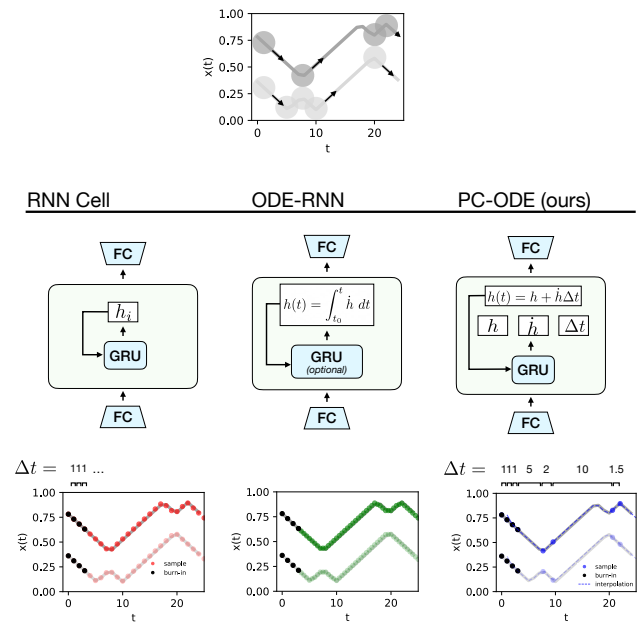 1.00
0.75
0.50
0.25
0.00
x(t)
0
10
20
t
RNN Cell
ODE-RNN
PC-ODE (ours)
FC
h_i
GRU
FC
FC
h(t) = ∫_{t_0}^{t} ḣ dt
GRU
(optional)
FC
FC
h(t) = h + ḣΔt
h
ḣ
Δt
GRU
FC
Δt =
111 ...
1.00
0.75
0.50
0.25
0.00
x(t)
0
10
20
t
sample
burn-in
1.00
0.75
0.50
0.25
0.00
x(t)
0
10
20
t
Δt =
111 5 2 10 1.5
1.00
0.75
0.50
0.25
0.00
x(t)
0
10
20
t
sample
burn-in
interpolation